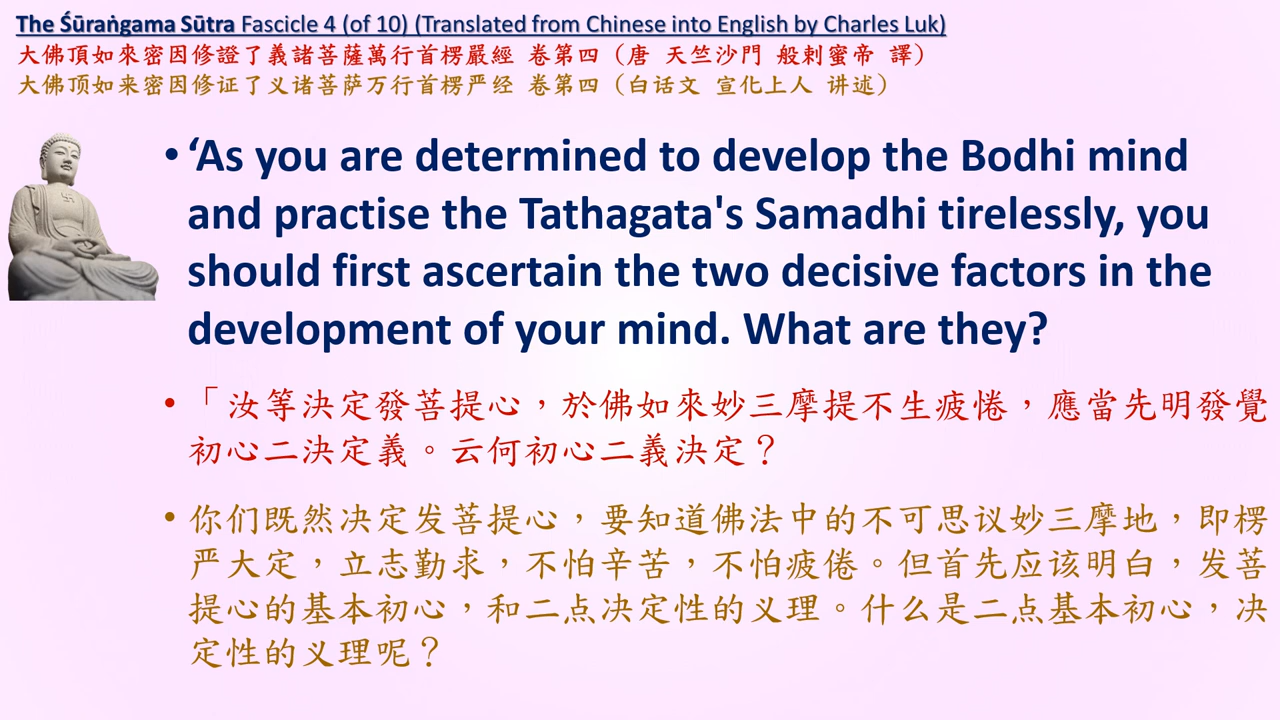 The Śūraṅgama Sūtra Fascicle 4 (of 10) (Translated from Chinese into English by Charles Luk)
大佛頂如來密因修證了義諸菩薩萬行首楞嚴經 卷第四（唐 天竺沙門 般剌蜜帝 譯）
大佛顶如来密因修证了义诸菩萨万行首楞严经 卷第四（白话文 宣化上人 讲述）
• ‘As you are determined to develop the Bodhi mind
and practise the Tathagata's Samadhi tirelessly, you
should first ascertain the two decisive factors in the
development of your mind. What are they?
• 「汝等決定發菩提心，於佛如來妙三摩提不生疲惓，應當先明發覺
初心二決定義。云何初心二義決定？
• 你们既然决定发菩提心，要知道佛法中的不可思议妙三摩地，即楞
严大定，立志勤求，不怕辛苦，不怕疲倦。但首先应该明白，发菩
提心的基本初心，和二点决定性的义理。什么是二点基本初心，决
定性的义理呢？